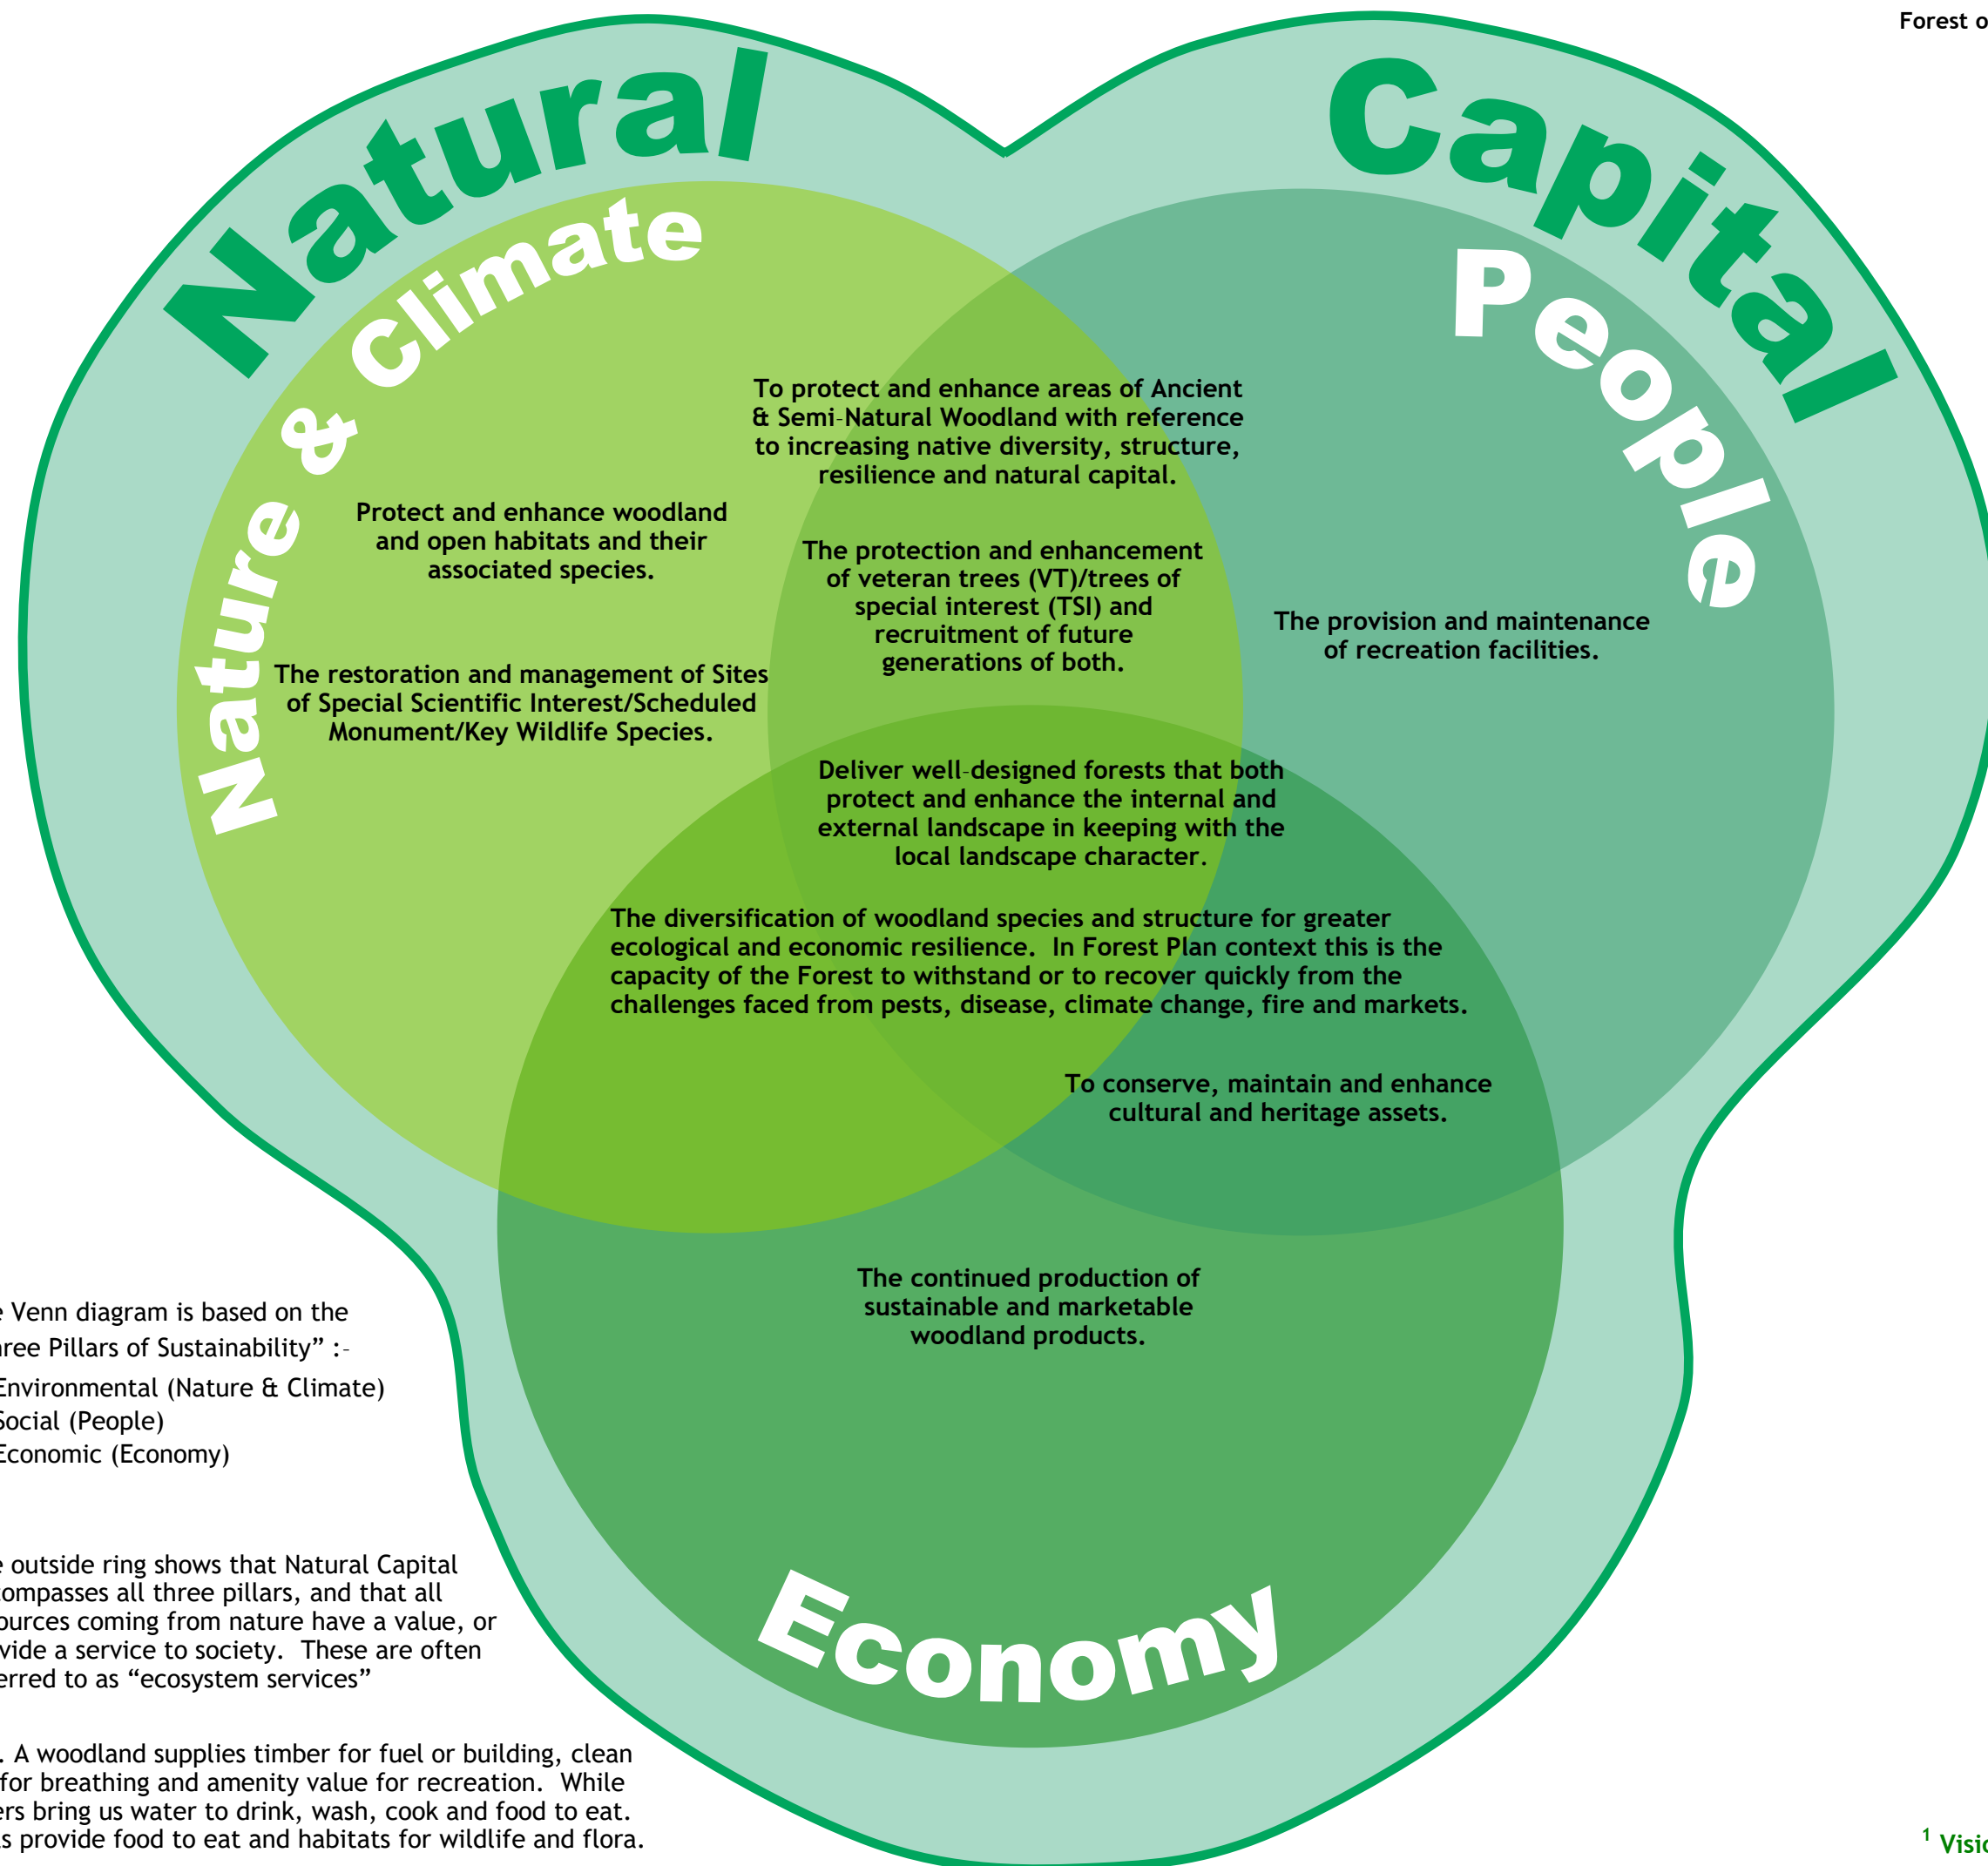 Forest o
Natural Capital
Nature & Climate
People
To protect and enhance areas of Ancient
& Semi-Natural Woodland with reference
to increasing native diversity, structure,
resilience and natural capital.
Protect and enhance woodland
and open habitats and their
associated species.
The protection and enhancement
of veteran trees (VT)/trees of
special interest (TSI) and
recruitment of future
generations of both.
The provision and maintenance
of recreation facilities.
The restoration and management of Sites
of Special Scientific Interest/Scheduled
Monument/Key Wildlife Species.
Deliver well-designed forests that both
protect and enhance the internal and
external landscape in keeping with the
local landscape character.
The diversification of woodland species and structure for greater
ecological and economic resilience.  In Forest Plan context this is the
capacity of the Forest to withstand or to recover quickly from the
challenges faced from pests, disease, climate change, fire and markets.
To conserve, maintain and enhance
cultural and heritage assets.
The continued production of
sustainable and marketable
woodland products.
Economy
e Venn diagram is based on the
hree Pillars of Sustainability” :-
Environmental (Nature & Climate)
Social (People)
Economic (Economy)
e outside ring shows that Natural Capital
compasses all three pillars, and that all
ources coming from nature have a value, or
vide a service to society.  These are often
erred to as “ecosystem services”
. A woodland supplies timber for fuel or building, clean
for breathing and amenity value for recreation.  While
ers bring us water to drink, wash, cook and food to eat.
as provide food to eat and habitats for wildlife and flora.
¹ Visio